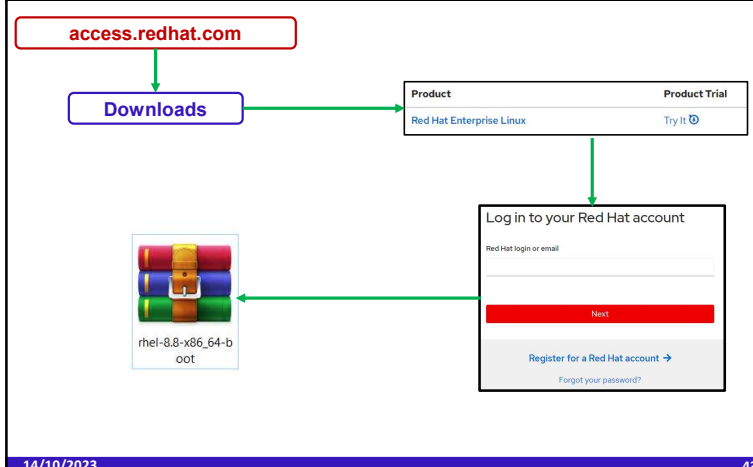 access.redhat.com
Downloads
Product Product Trial
Red Hat Enterprise Linux Try It
Log in to your Red Hat account
Red Hat login or email
Next
Register for a Red Hat account →
Forgot your password?
rhel-8.8-x86_64-b
oot
14/10/2023